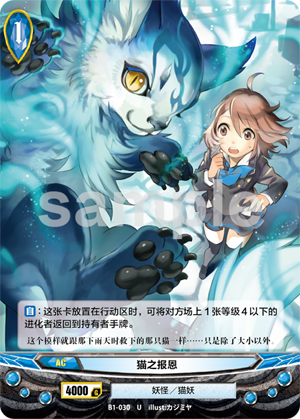 1
sample
自:这张卡放置在行动区时,可将对方场上1张等级4以下的
进化者返回到持有者手牌。
这个模样就跟那下雨天时救下的那只猫一样……只是除了大小以外。
AC
猫之报恩
4000
妖怪/猫妖
B1-030 U illust:カジミヤ